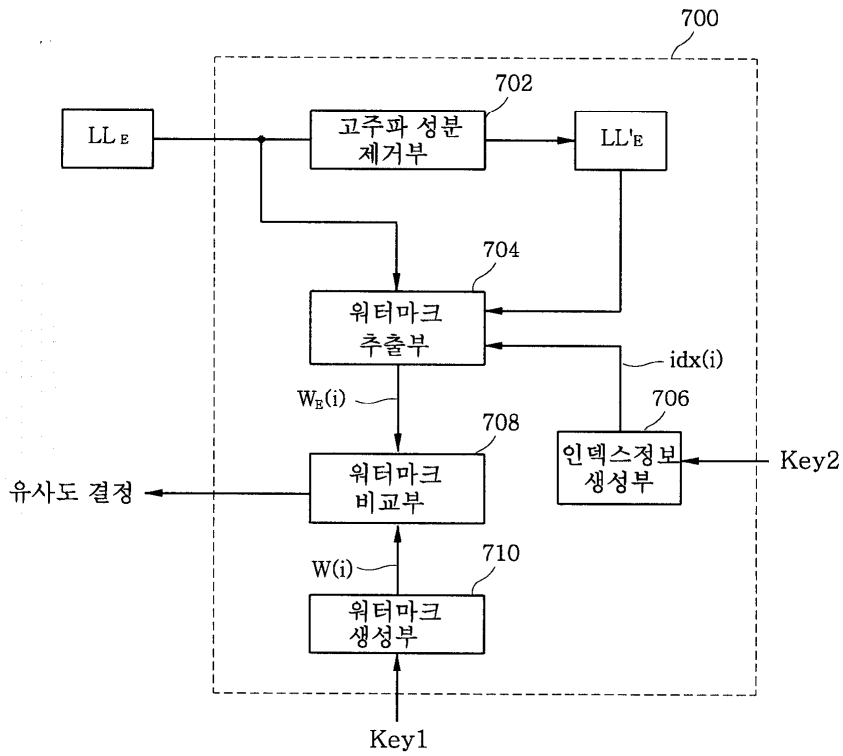 700
702
LL E
고주파 성분
제거부
LL'E
704
워터마크
추출부
idx(i)
WE(i)
706
708
인덱스정보
생성부
Key2
워터마크
비교부
유사도 결정
W(i)
710
워터마크
생성부
Key1